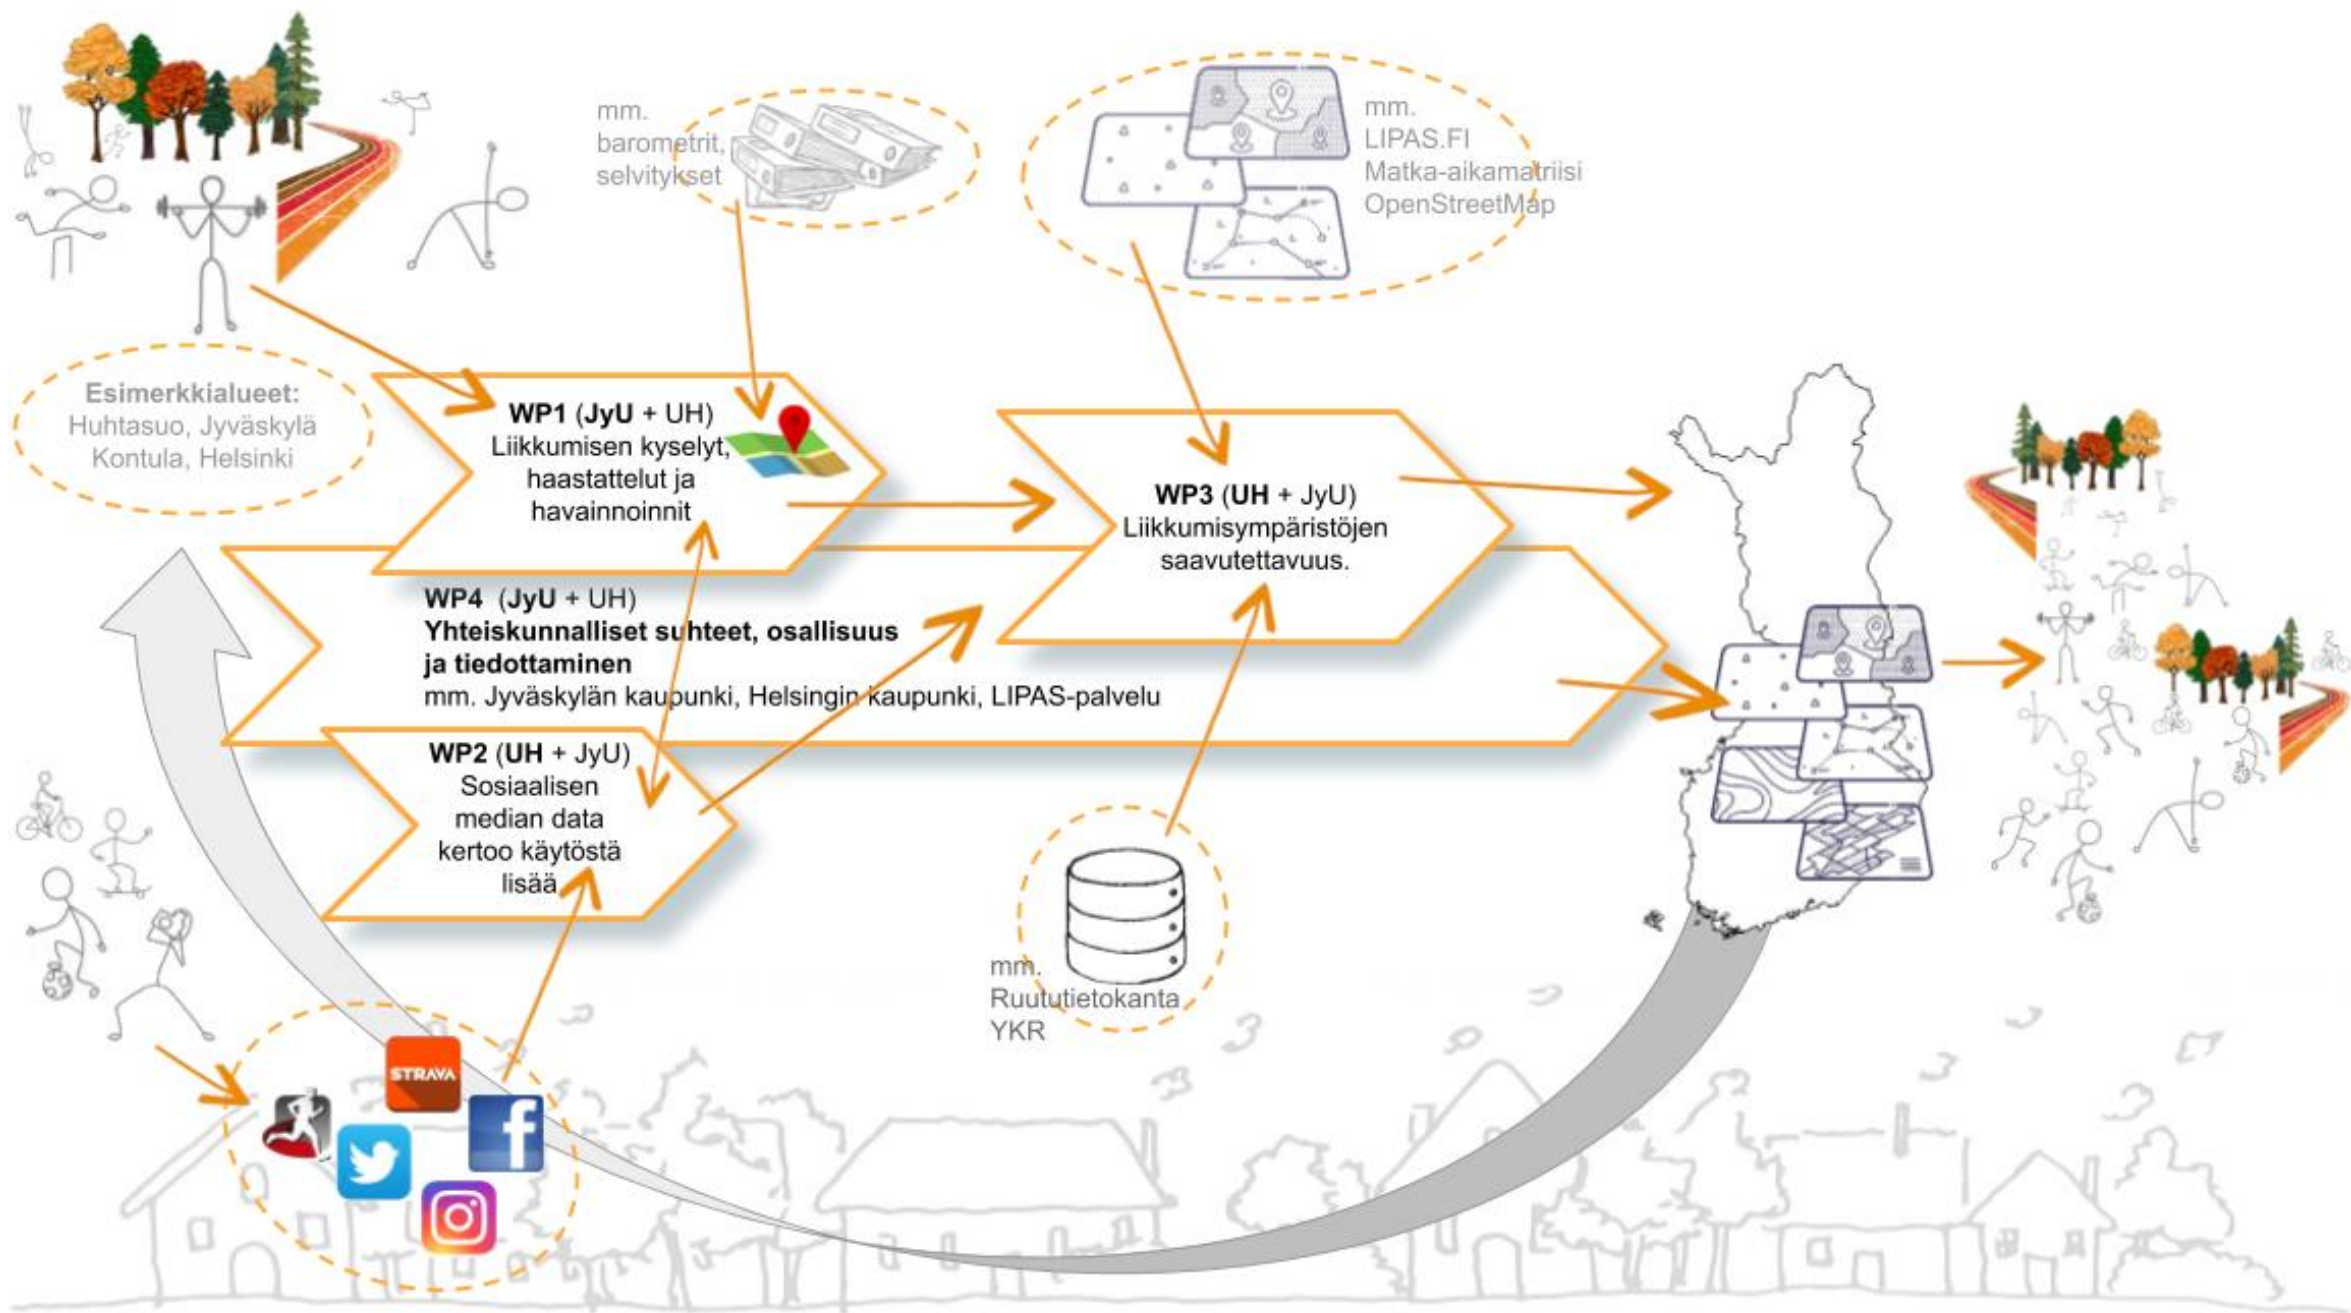 mm.
barometrit,
selvitykset
mm.
LIPAS.FI
Matka-aikamatriisi
OpenStreetMap
Esimerkkialueet:
Huhtasuo, Jyväskylä
Kontula, Helsinki
WP1 (JyU + UH)
Liikkumisen kyselyt,
haastattelut ja
havainnoinnit
WP3 (UH + JyU)
Liikkumisympäristöjen
saavutettavuus.
WP4 (JyU + UH)
Yhteiskunnalliset suhteet, osallisuus
ja tiedottaminen
mm. Jyväskylän kaupunki, Helsingin kaupunki, LIPAS-palvelu
WP2 (UH + JyU)
Sosiaalisen
median data
kertoo käytöstä
lisää
mm.
Ruututietokanta
YKR
STRAVA